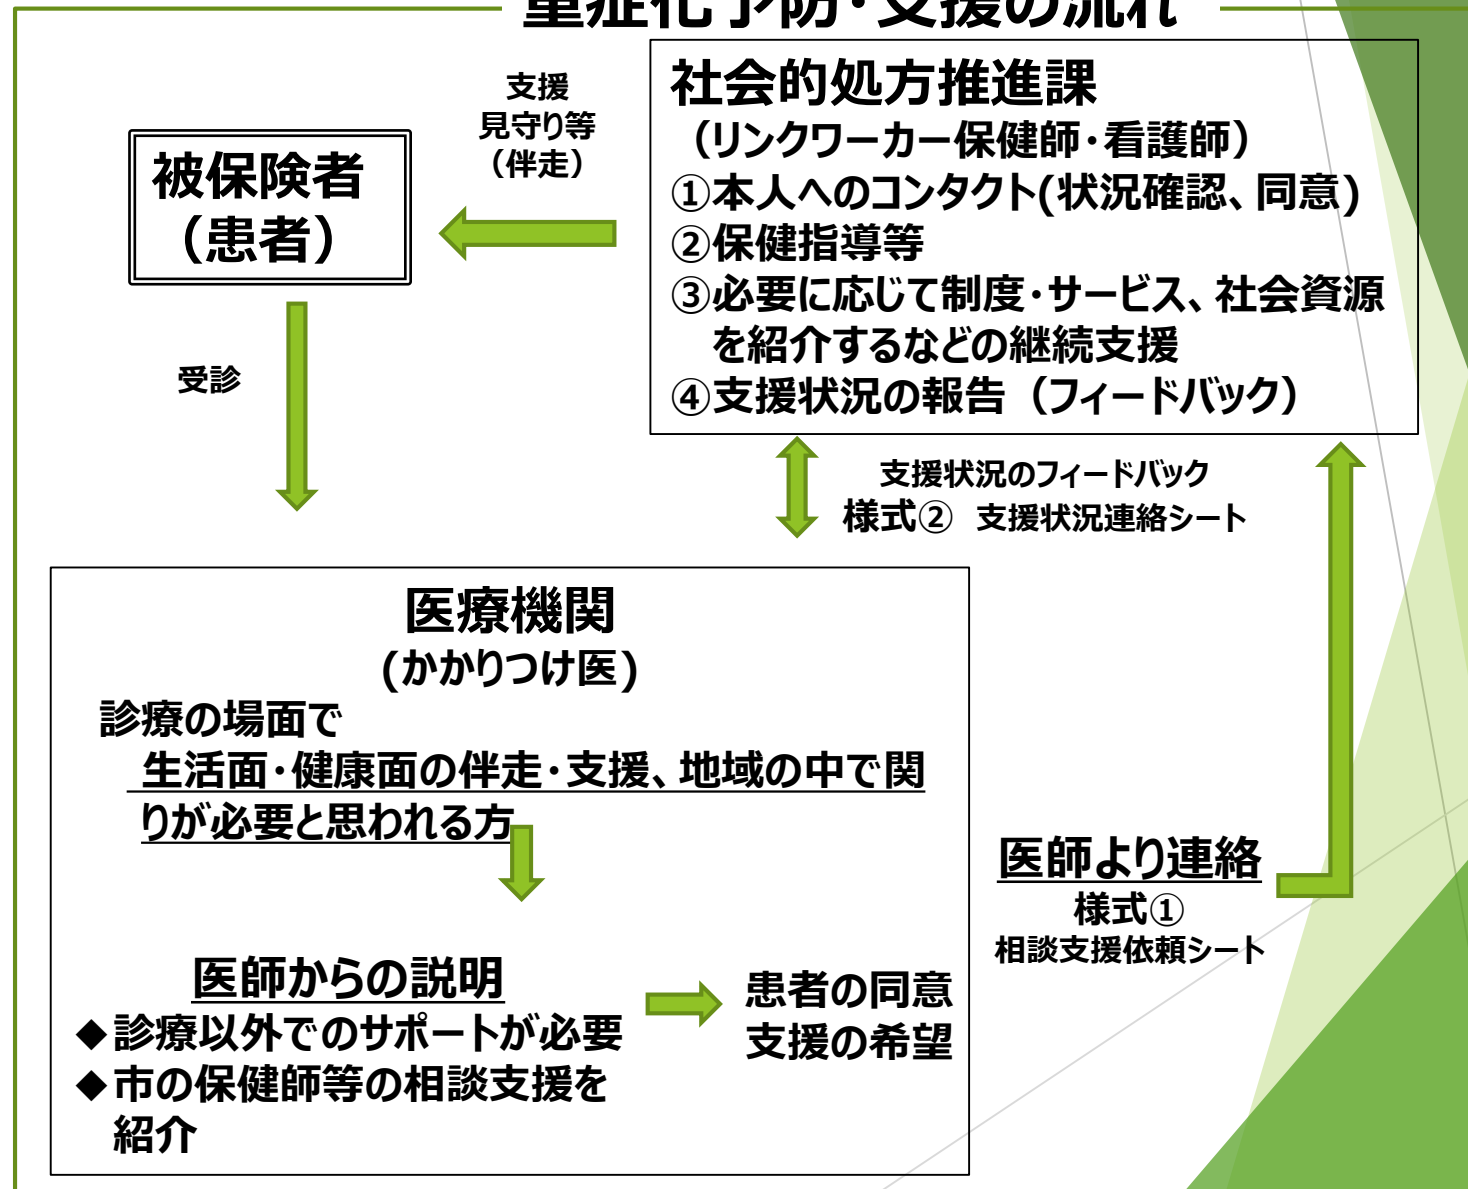 重症化予防・支援の流れ
支援
見守り等
（伴走）
被保険者
（患者）
受診
社会的処方推進課
（リンクワーカー保健師・看護師）
①本人へのコンタクト(状況確認、同意)
②保健指導等
③必要に応じて制度・サービス、社会資源
を紹介するなどの継続支援
④支援状況の報告（フィードバック）
支援状況のフィードバック
様式② 支援状況連絡シート
医療機関
(かかりつけ医)
診療の場面で
生活面・健康面の伴走・支援、地域の中で関
りが必要と思われる方
医師からの説明
◆診療以外でのサポートが必要
◆市の保健師等の相談支援を
紹介
患者の同意
支援の希望
医師より連絡
様式①
相談支援依頼シート